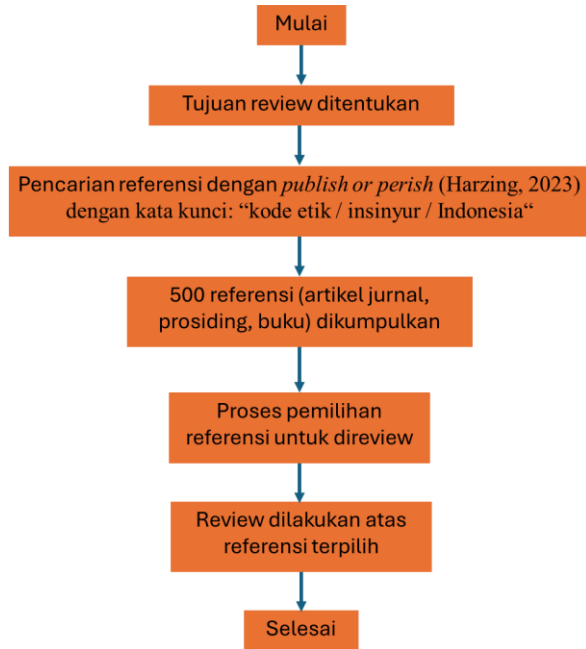 Mulai
Tujuan review ditentukan
Pencarian referensi dengan publish or perish (Harzing, 2023)
dengan kata kunci: “kode etik / insinyur / Indonesia“
500 referensi (artikel jurnal,
prosiding, buku) dikumpulkan
Proses pemilihan
referensi untuk direview
Review dilakukan atas
referensi terpilih
Selesai